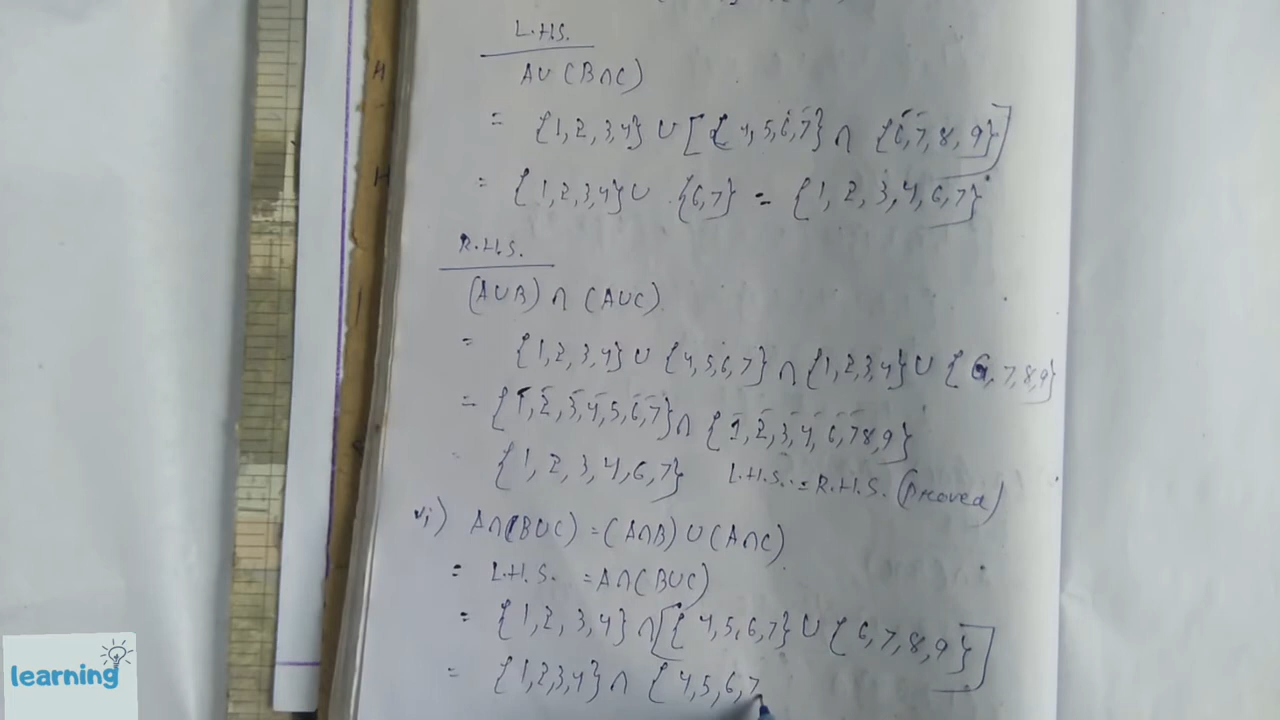 L.H.S.
A∪(B∩C)
= {1,2,3,4} ∪ [{4,5,6,7} ∩ {6,7,8,9}]
= {1,2,3,4} ∪ {6,7} = {1,2,3,4,6,7}
R.H.S.
(A∪B) ∩ (A∪C).
= {1,2,3,4} ∪ {4,5,6,7} ∩ {1,2,3,4} ∪ {6,7,8,9}
= {1,2,3,4,5,6,7} ∩ {1,2,3,4,6,7,8,9}
{1,2,3,4,6,7} L.H.S. = R.H.S. (Proved)
vi) A∩(B∪C) = (A∩B) ∪ (A∩C)
= L.H.S. = A∩(B∪C)
= {1,2,3,4} ∩ [{4,5,6,7} ∪ {6,7,8,9}]
= {1,2,3,4} ∩ {4,5,6,7
learning